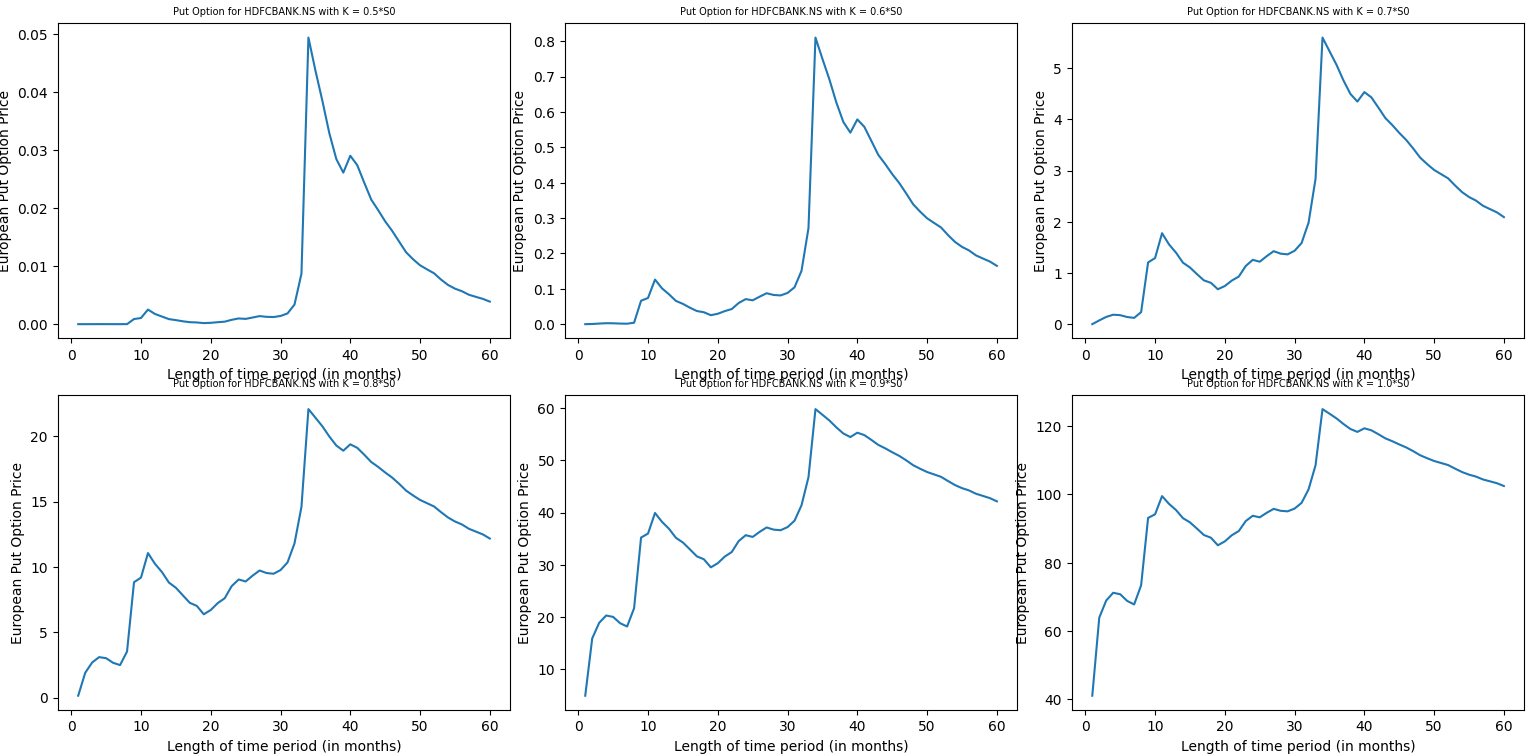 Put Option for HDFCBANK.NS with K = 0.5*S0
European Put Option Price
0.05
0.04
0.03
0.02
0.01
0.00
0 10 20 30 40 50 60
Length of time period (in months)
Put Option for HDFCBANK.NS with K = 0.6*S0
European Put Option Price
0.8
0.7
0.6
0.5
0.4
0.3
0.2
0.1
0.0
0 10 20 30 40 50 60
Length of time period (in months)
Put Option for HDFCBANK.NS with K = 0.7*S0
European Put Option Price
5
4
3
2
1
0
0 10 20 30 40 50 60
Length of time period (in months)
Put Option for HDFCBANK.NS with K = 0.8*S0
European Put Option Price
20
15
10
5
0
0 10 20 30 40 50 60
Length of time period (in months)
Put Option for HDFCBANK.NS with K = 0.9*S0
European Put Option Price
60
50
40
30
20
10
0 10 20 30 40 50 60
Length of time period (in months)
Put Option for HDFCBANK.NS with K = 1.0*S0
European Put Option Price
120
100
80
60
40
0 10 20 30 40 50 60
Length of time period (in months)